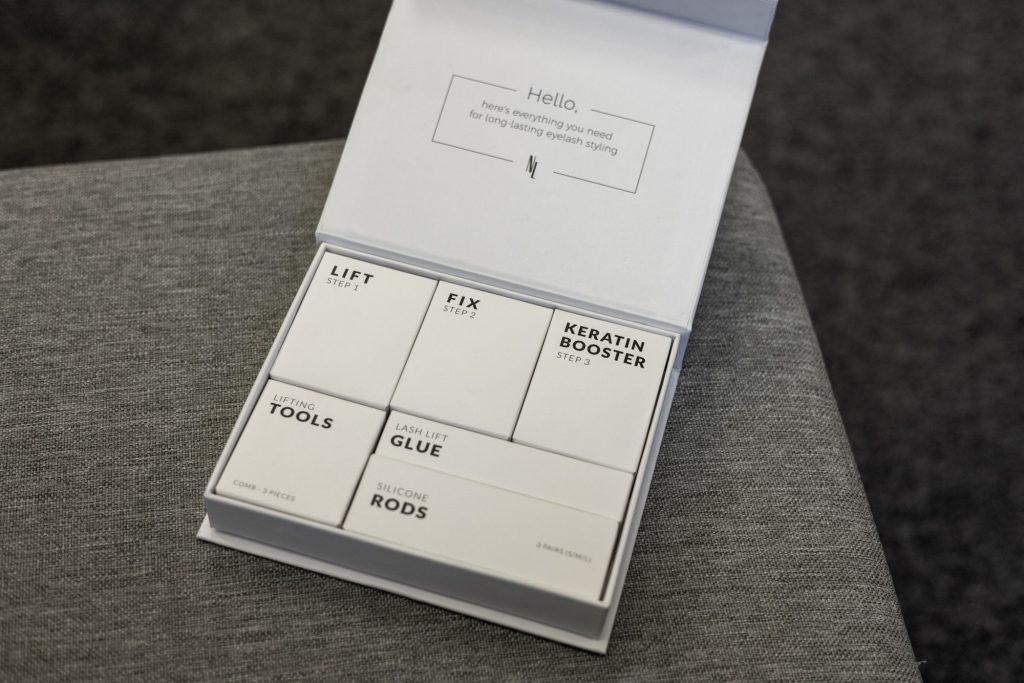 Hello,
here's everything you need
for long-lasting eyelash styling
NL
LIFT
STEP 1
FIX
STEP 2
KERATIN
BOOSTER
STEP 3
LIFTING
TOOLS
COMB - 3 PIECES
LASH LIFT
GLUE
SILICONE
RODS
3 PAIRS (S/M/L)